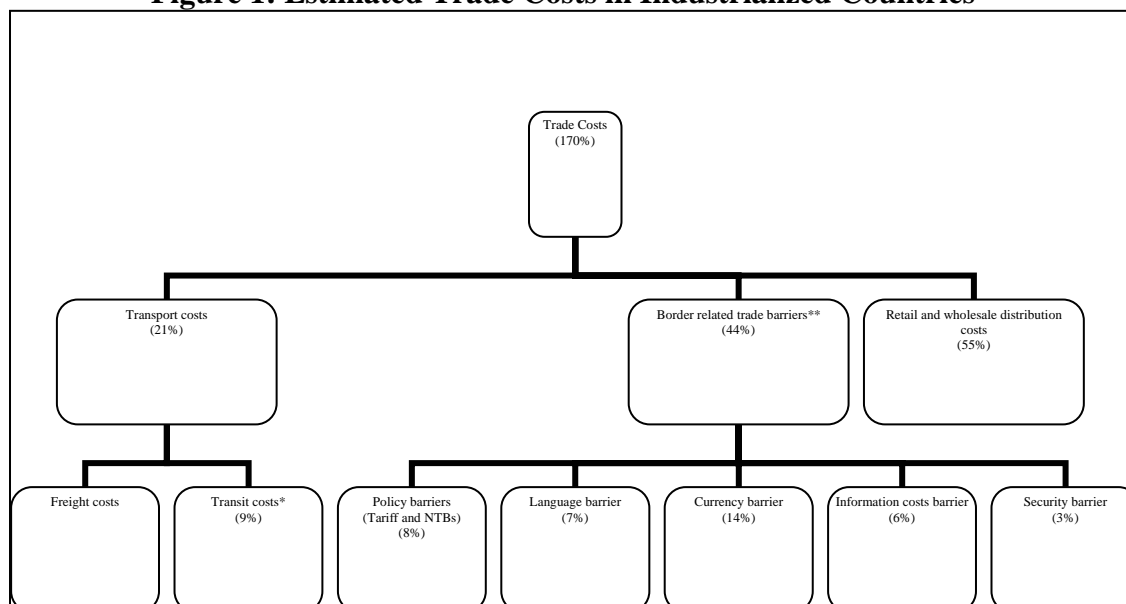 Figure 1: Estimated Trade Costs in Industrialized Countries
Trade Costs
(170%)
Transport costs
(21%)
Border related trade barriers**
(44%)
Retail and wholesale distribution
costs
(55%)
Freight costs
Transit costs*
(9%)
Policy barriers
(Tariff and NTBs)
(8%)
Language barrier
(7%)
Currency barrier
(14%)
Information costs barrier
(6%)
Security barrier
(3%)